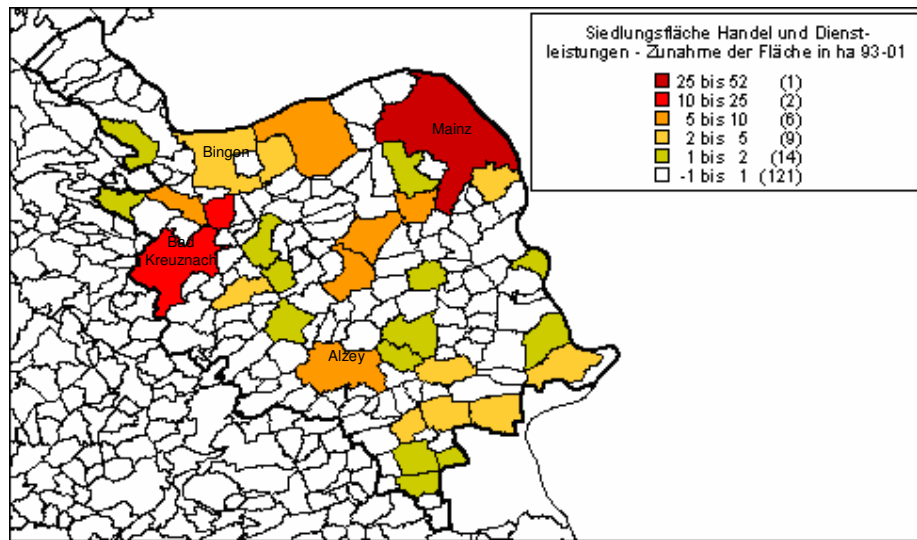 Siedlungsfläche Handel und Dienst-
leistungen - Zunahme der Fläche in ha 93-01
25 bis 52 (1)
10 bis 25 (2)
5 bis 10 (6)
2 bis 5 (9)
1 bis 2 (14)
-1 bis 1 (121)
Mainz
Bingen
Bad
Kreuznach
Alzey